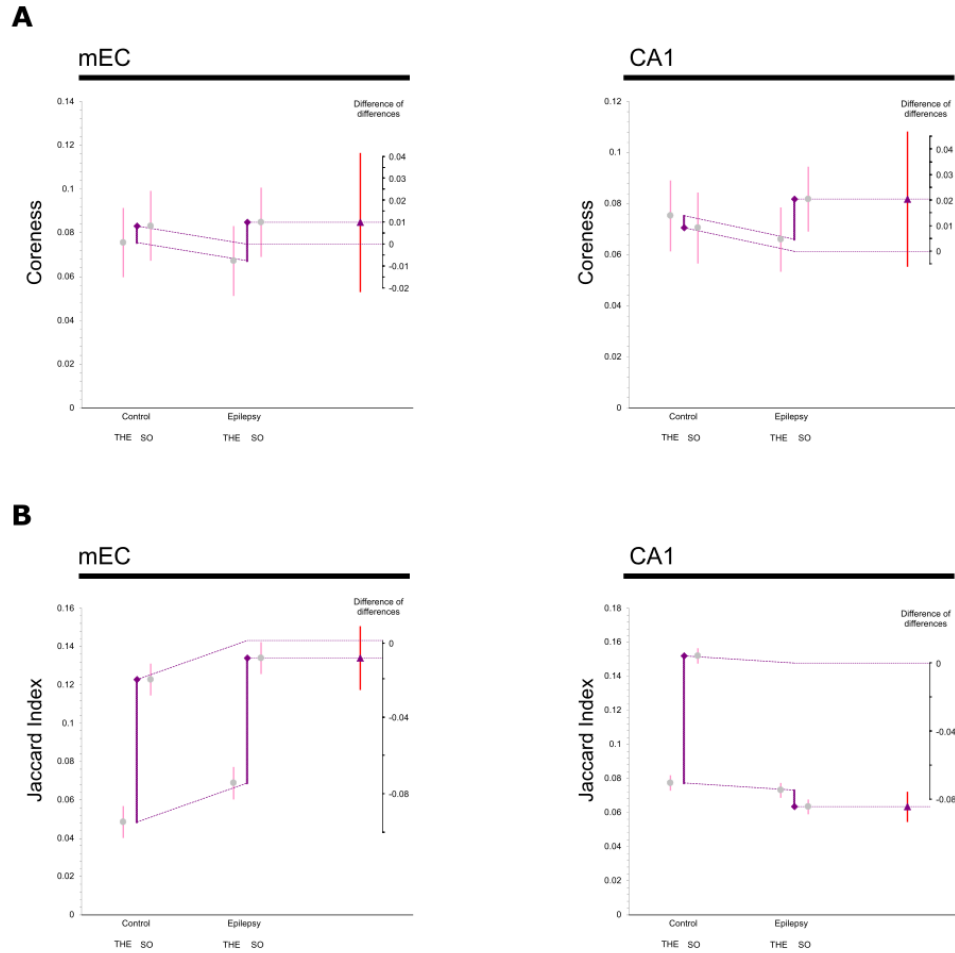 A
mEC
CA1
Difference of
differences
Difference of
differences
Coreness
0.14
0.12
0.1
0.08
0.06
0.04
0.02
0
0.04
0.03
0.02
0.010
0
-0.01
-0.02
Coreness
0.12
0.1
0.08
0.06
0.04
0.02
0
0.04
0.03
0.02
0.01
0
Control
Epilepsy
THE SO
THE SO
Control
Epilepsy
THE SO
THE SO
B
mEC
CA1
Difference of
differences
Difference of
differences
Jaccard Index
0.16
0.14
0.12
0.1
0.08
0.06
0.04
0.02
0
0
-0.04
-0.08
Jaccard Index
0.18
0.16
0.14
0.12
0.1
0.08
0.06
0.04
0.02
0
0
-0.04
-0.08
Control
Epilepsy
THE SO
THE SO
Control
Epilepsy
THE SO
THE SO